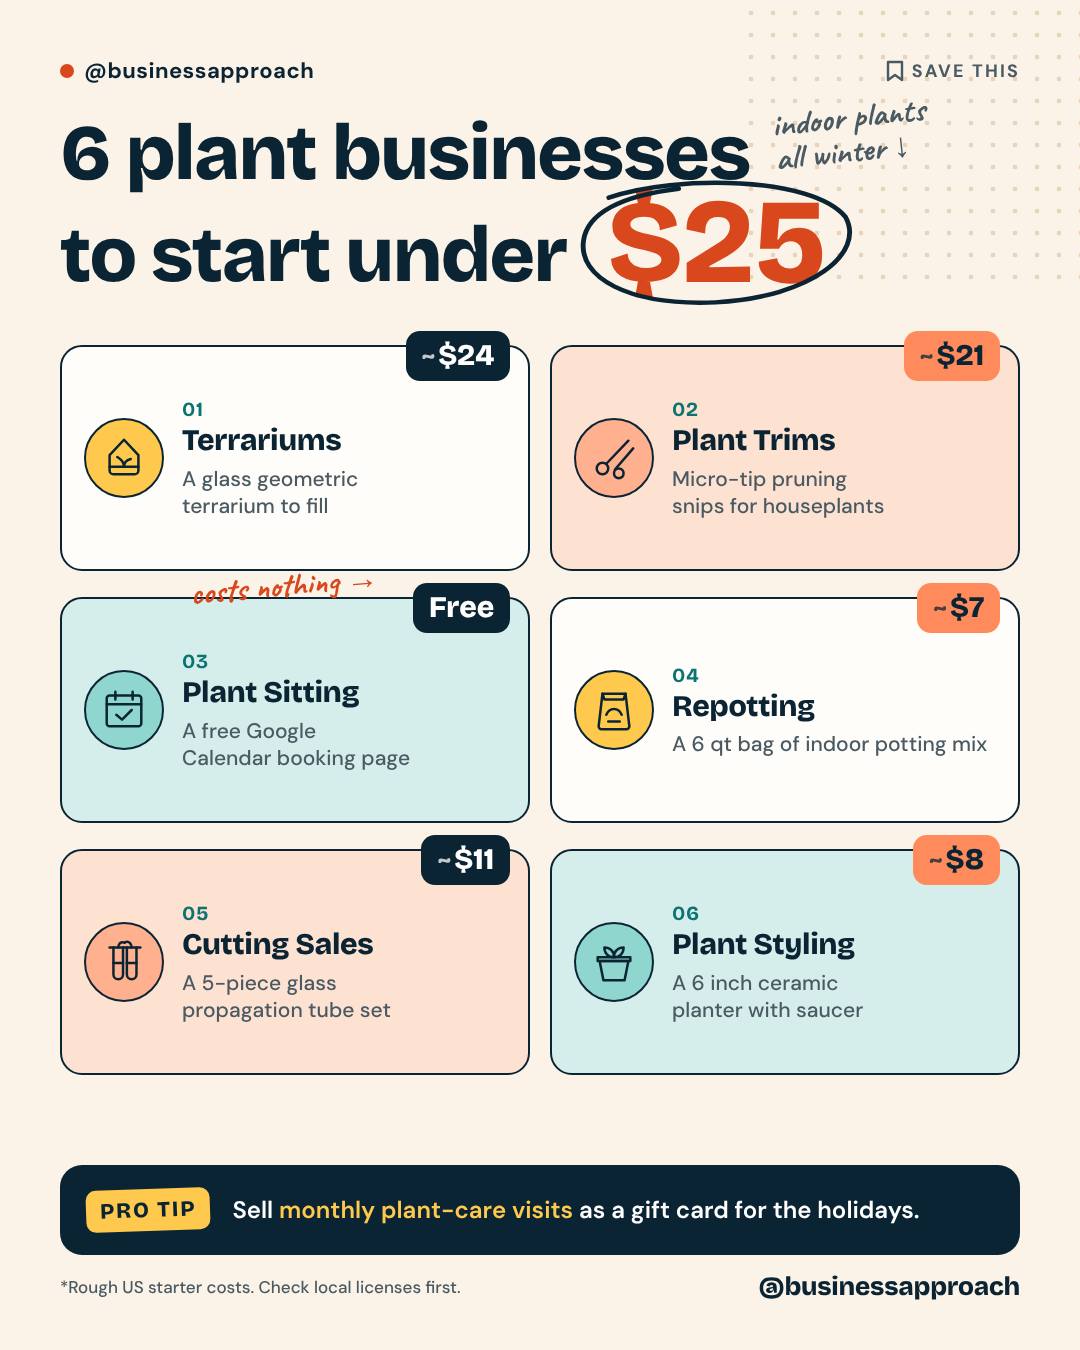 @businessapproach
SAVE THIS
6 plant businesses
indoor plants
all winter ↓
to start under $25
~$24
01
Terrariums
A glass geometric
terrarium to fill
~$21
02
Plant Trims
Micro-tip pruning
snips for houseplants
costs nothing →
Free
03
Plant Sitting
A free Google
Calendar booking page
~$7
04
Repotting
A 6 qt bag of indoor potting mix
~$11
05
Cutting Sales
A 5-piece glass
propagation tube set
~$8
06
Plant Styling
A 6 inch ceramic
planter with saucer
PRO TIP
Sell monthly plant-care visits as a gift card for the holidays.
*Rough US starter costs. Check local licenses first.
@businessapproach